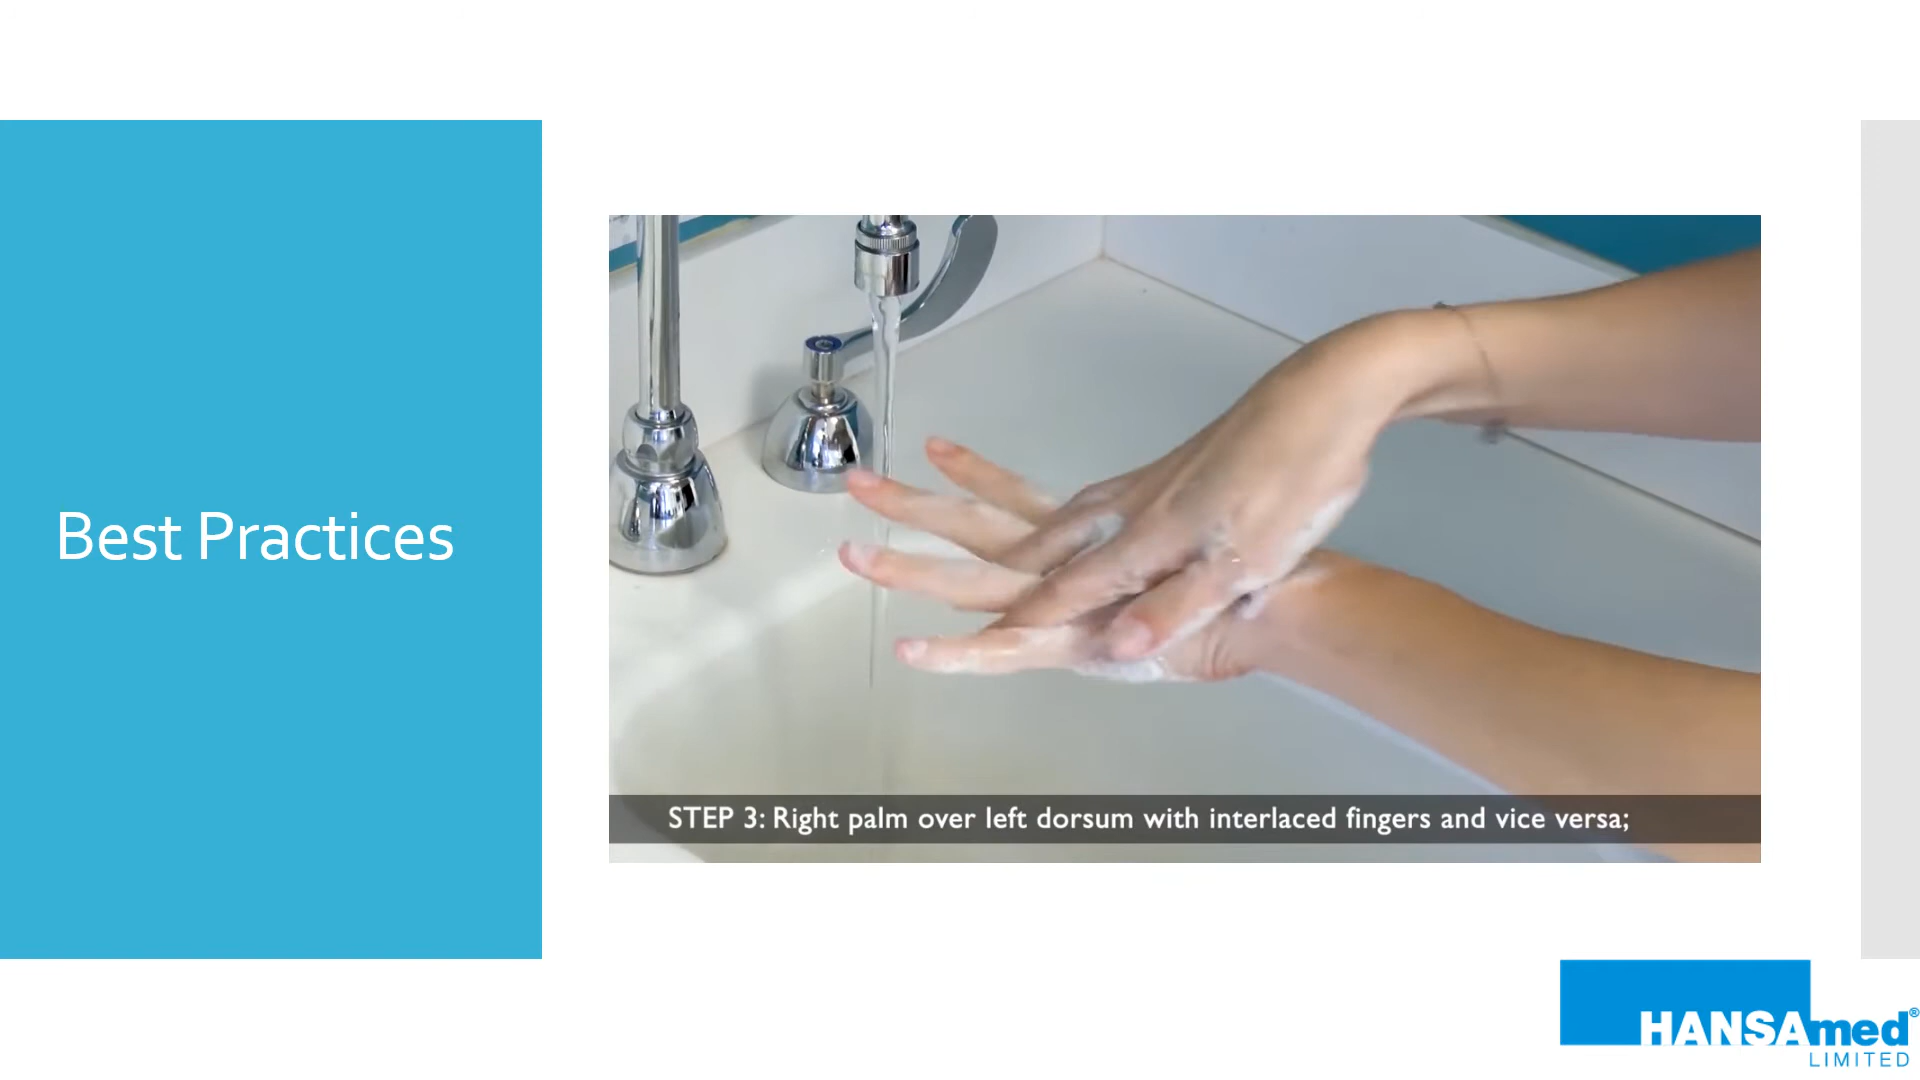 Best Practices
STEP 3: Right palm over left dorsum with interlaced fingers and vice versa;
HANSAmed®
LIMITED